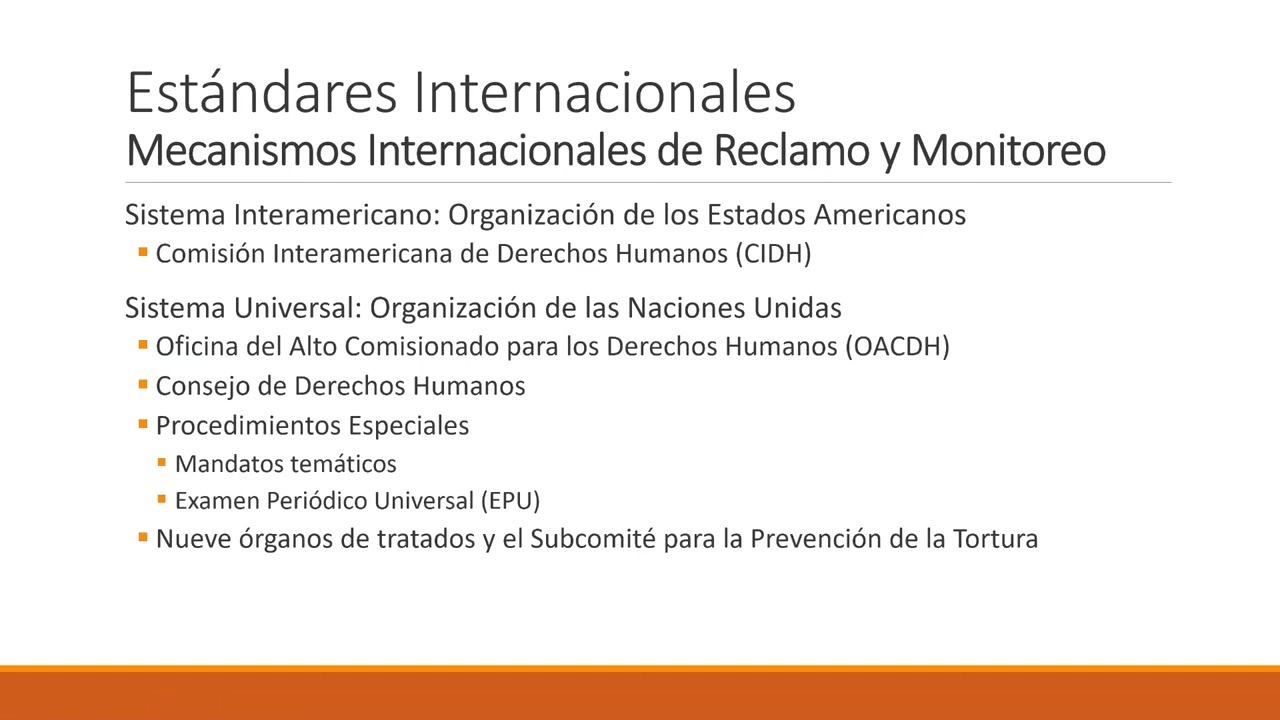 Estándares Internacionales
Mecanismos Internacionales de Reclamo y Monitoreo
Sistema Interamericano: Organización de los Estados Americanos
Comisión Interamericana de Derechos Humanos (CIDH)
Sistema Universal: Organización de las Naciones Unidas
Oficina del Alto Comisionado para los Derechos Humanos (OACDH)
Consejo de Derechos Humanos
Procedimientos Especiales
Mandatos temáticos
Examen Periódico Universal (EPU)
Nueve órganos de tratados y el Subcomité para la Prevención de la Tortura